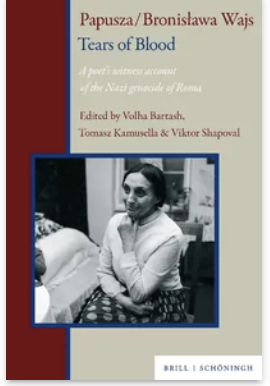 Papusza/Bronisława Wajs
Tears of Blood
A poet's witness account
of the Nazi genocide of Roma
Edited by Volha Bartash,
Tomasz Kamusella & Viktor Shapoval
BRILL | SCHÖNINGH